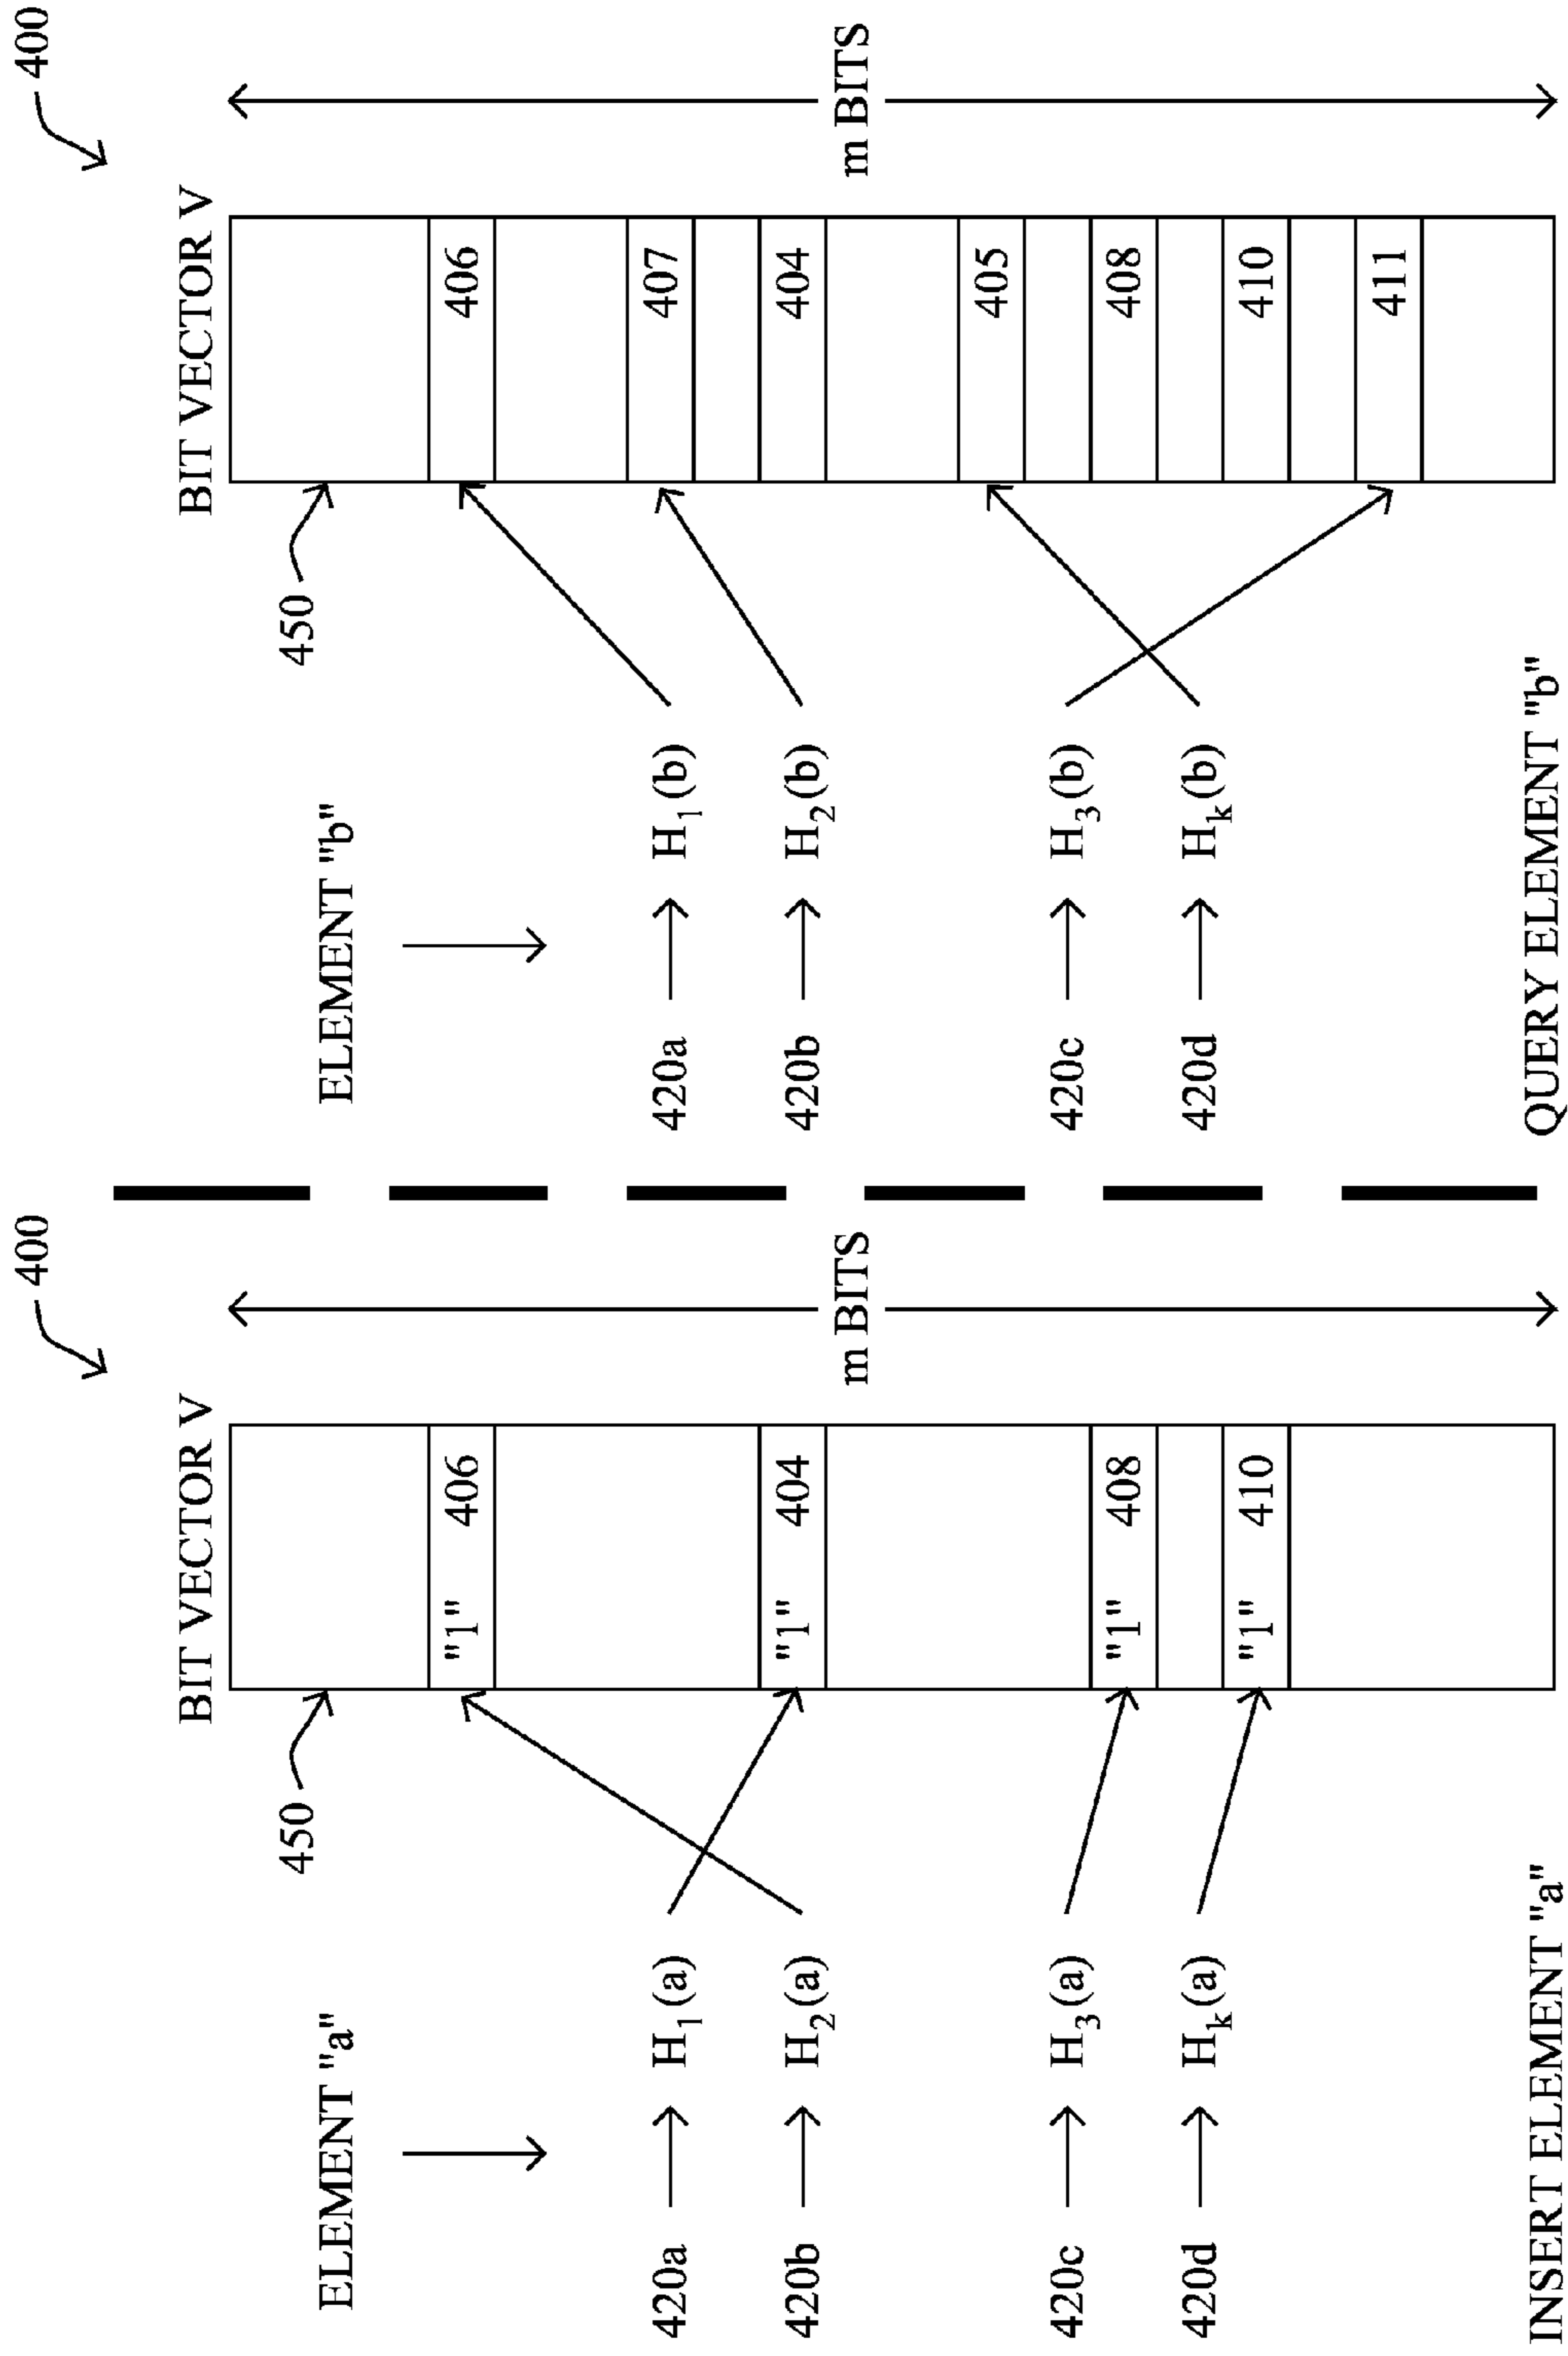 400
BIT VECTOR V
450
ELEMENT "a"
420a
H1(a)
420b
H2(a)
420c
H3(a)
420d
Hk(a)
"1" 406
"1" 404
"1" 408
"1" 410
m BITS
INSERT ELEMENT "a"
400
BIT VECTOR V
450
ELEMENT "b"
420a
H1(b)
420b
H2(b)
420c
H3(b)
420d
Hk(b)
406
407
404
405
408
410
411
m BITS
QUERY ELEMENT "b"